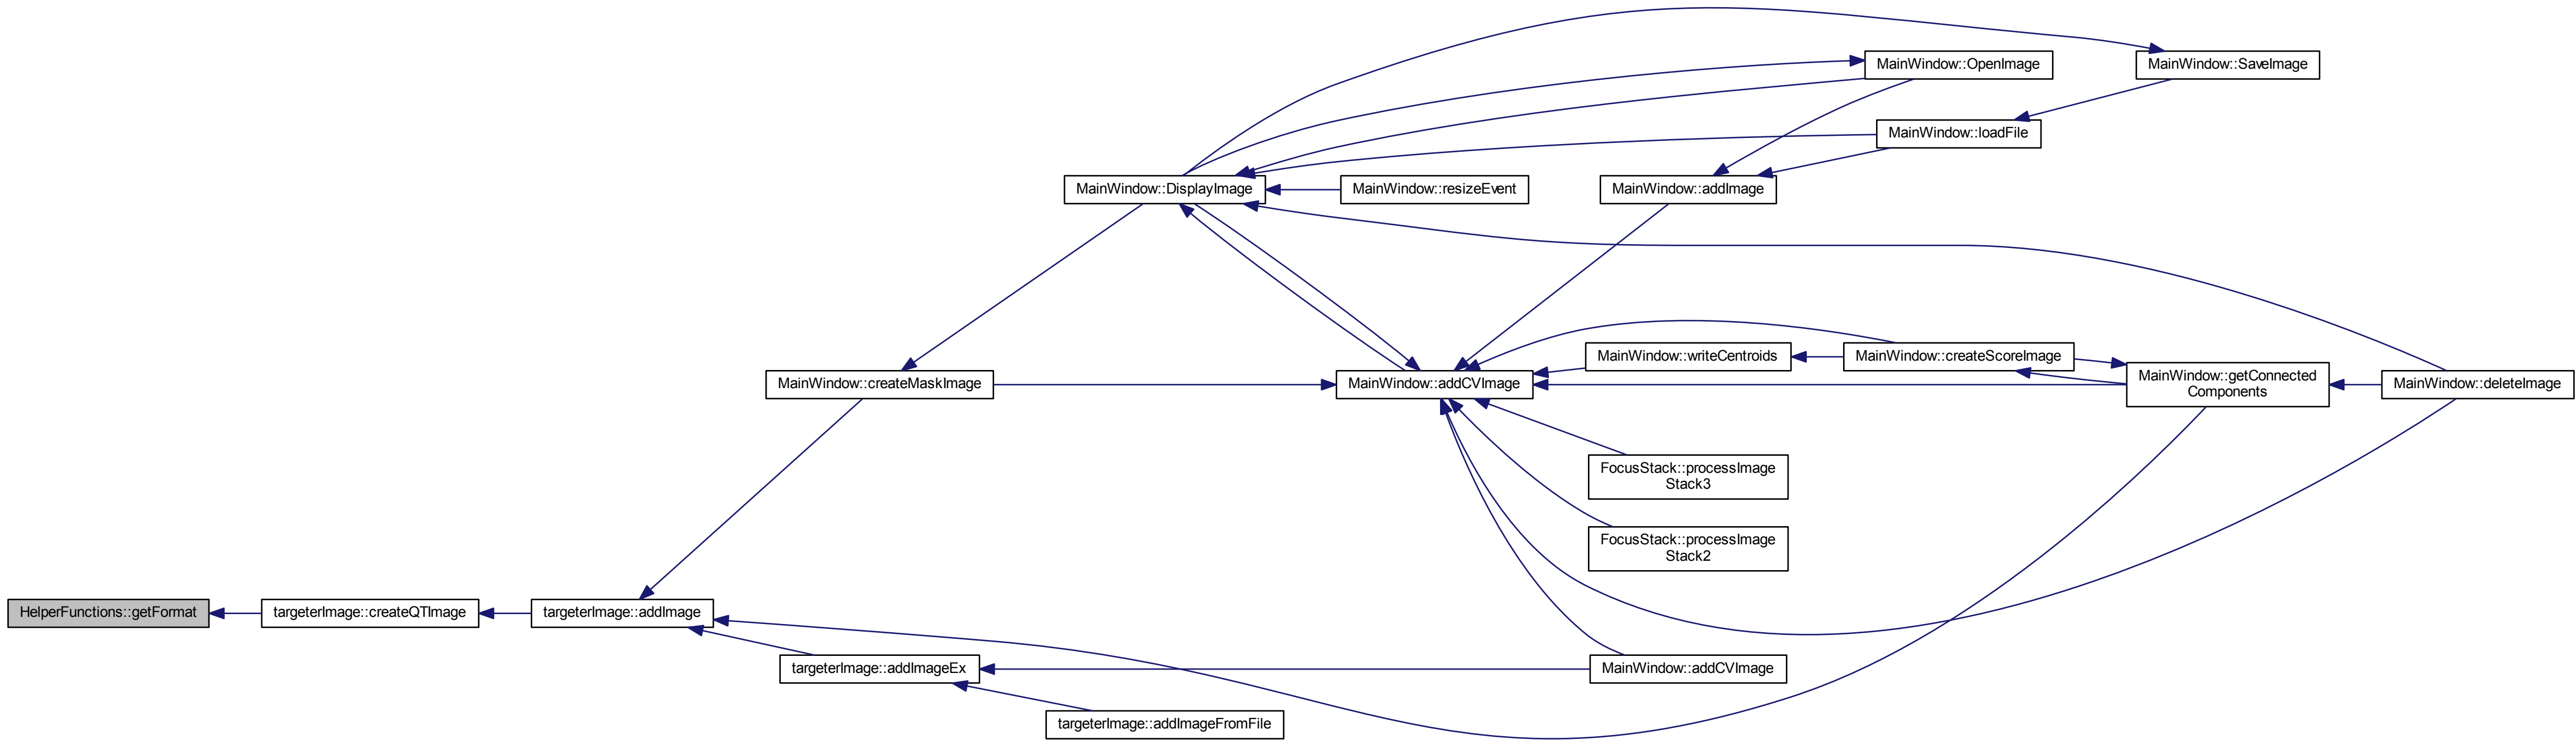 MainWindow::OpenImage
MainWindow::SaveImage
MainWindow::loadFile
MainWindow::DisplayImage
MainWindow::resizeEvent
MainWindow::addImage
MainWindow::writeCentroids
MainWindow::createScoreImage
MainWindow::createMaskImage
MainWindow::addCVImage
MainWindow::getConnected
Components
MainWindow::deleteImage
FocusStack::processImage
Stack3
FocusStack::processImage
Stack2
HelperFunctions::getFormat
targeterImage::createQTImage
targeterImage::addImage
targeterImage::addImageEx
MainWindow::addCVImage
targeterImage::addImageFromFile